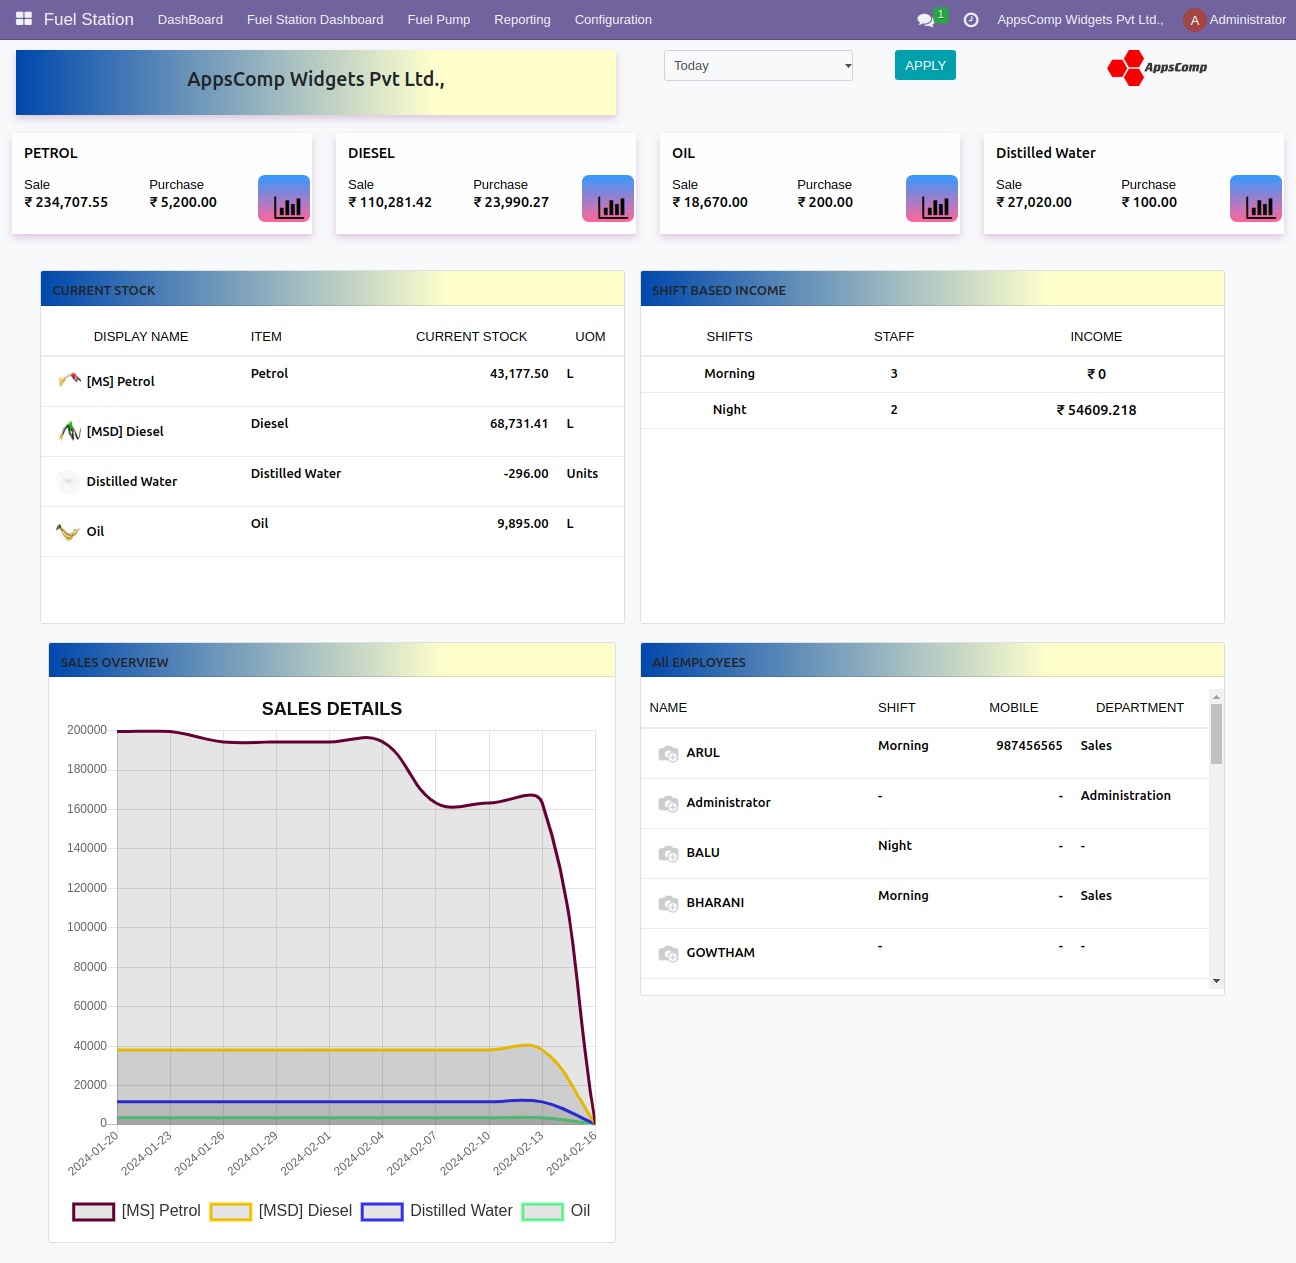 Fuel Station DashBoard Fuel Station Dashboard Fuel Pump Reporting Configuration 1 AppsComp Widgets Pvt Ltd., A Administrator
AppsComp Widgets Pvt Ltd., Today APPLY AppsComp
PETROL
Sale Purchase
₹ 234,707.55 ₹ 5,200.00
DIESEL
Sale Purchase
₹ 110,281.42 ₹ 23,990.27
OIL
Sale Purchase
₹ 18,670.00 ₹ 200.00
Distilled Water
Sale Purchase
₹ 27,020.00 ₹ 100.00
CURRENT STOCK
DISPLAY NAME ITEM CURRENT STOCK UOM
[MS] Petrol Petrol 43,177.50 L
[MSD] Diesel Diesel 68,731.41 L
Distilled Water Distilled Water -296.00 Units
Oil Oil 9,895.00 L
SHIFT BASED INCOME
SHIFTS STAFF INCOME
Morning 3 ₹ 0
Night 2 ₹ 54609.218
SALES OVERVIEW
SALES DETAILS
200000
180000
160000
140000
120000
100000
80000
60000
40000
20000
0
2024-01-20 2024-01-23 2024-01-26 2024-01-29 2024-02-01 2024-02-04 2024-02-07 2024-02-10 2024-02-13 2024-02-16
[MS] Petrol [MSD] Diesel Distilled Water Oil
All EMPLOYEES
NAME SHIFT MOBILE DEPARTMENT
ARUL Morning 987456565 Sales
Administrator - - Administration
BALU Night - -
BHARANI Morning - Sales
GOWTHAM - - -